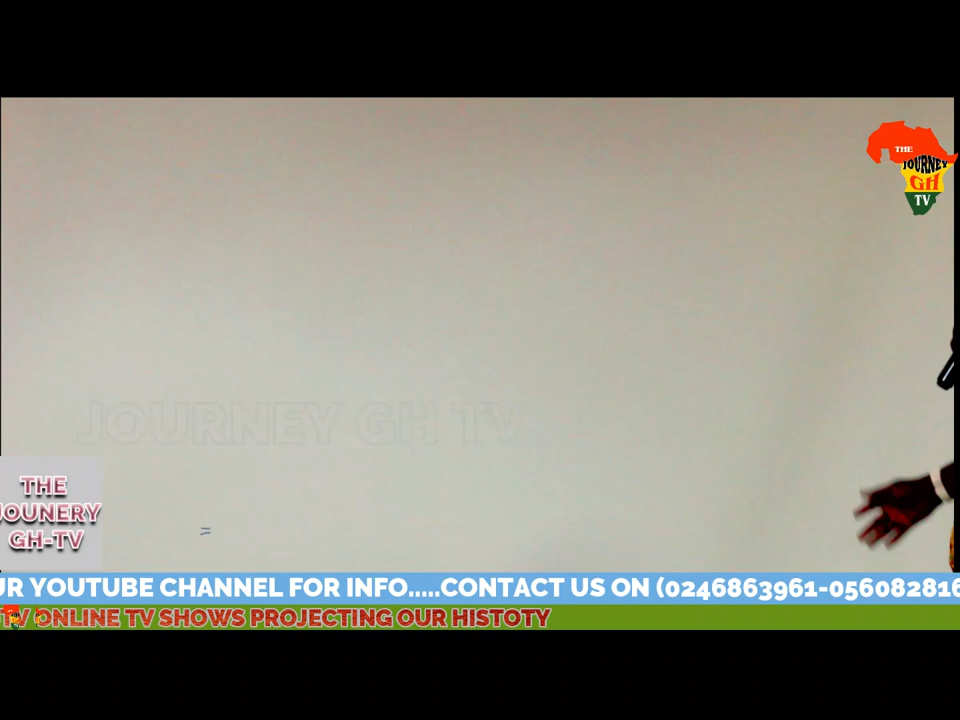 THE
JOURNEY
GH
TV
JOURNEY GH TV
THE
JOUNERY
GH-TV
=
UR YOUTUBE CHANNEL FOR INFO.....CONTACT US ON (0246863961-056082816
TV ONLINE TV SHOWS PROJECTING OUR HISTOTY